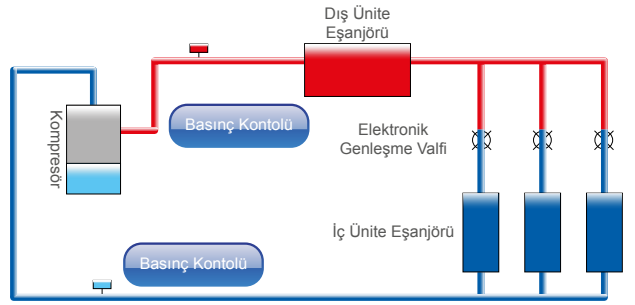 Dış Ünite
Eşanjörü
Kompresör
Basınç Kontolü
Elektronik
Genleşme Valfi
İç Ünite Eşanjörü
Basınç Kontolü